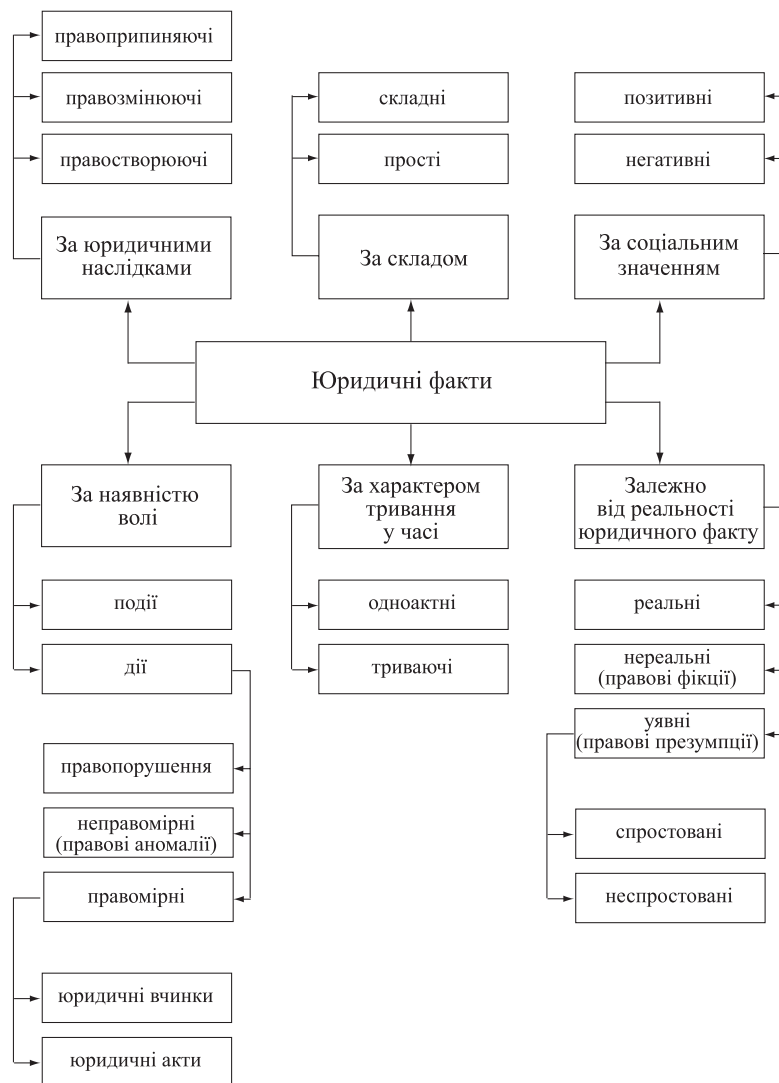 правоприпиняючі
правозмінюючі
правостворюючі
За юридичними
наслідками
складні
прості
За складом
позитивні
негативні
За соціальним
значенням
Юридичні факти
За наявністю
волі
події
дії
правопорушення
неправомірні
(правові аномалії)
правомірні
юридичні вчинки
юридичні акти
За характером
тривання
у часі
одноактні
триваючі
Залежно
від реальності
юридичного факту
реальні
нереальні
(правові фікції)
уявні
(правові презумпції)
спростовані
неспростовані